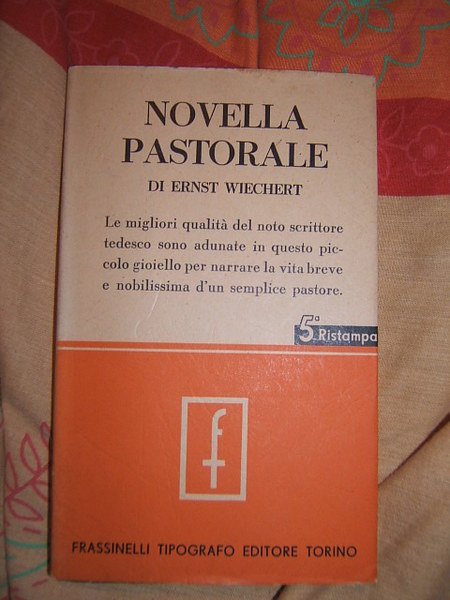 NOVELLA
PASTORALE
DI ERNST WIECHERT
Le migliori qualità del noto scrittore
tedesco sono adunate in questo pic-
colo gioiello per narrare la vita breve
e nobilissima d'un semplice pastore.
5ª Ristampa
f
FRASSINELLI TIPOGRAFO EDITORE TORINO